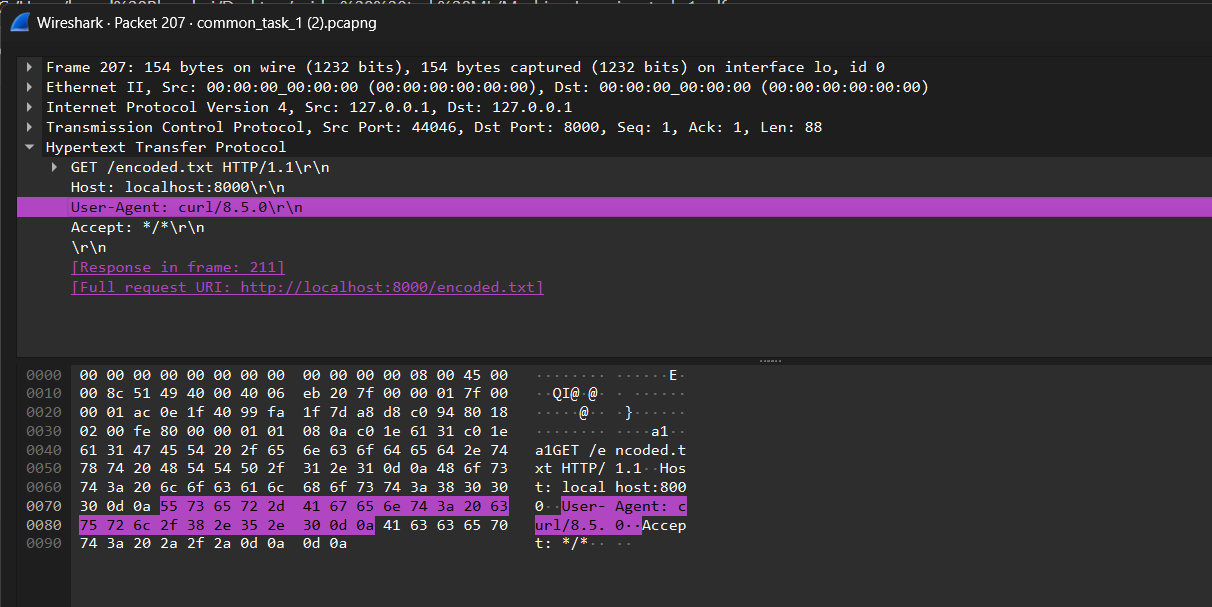 Wireshark · Packet 207 · common_task_1 (2).pcapng
Frame 207: 154 bytes on wire (1232 bits), 154 bytes captured (1232 bits) on interface lo, id 0
Ethernet II, Src: 00:00:00_00:00:00 (00:00:00:00:00:00), Dst: 00:00:00_00:00:00 (00:00:00:00:00:00)
Internet Protocol Version 4, Src: 127.0.0.1, Dst: 127.0.0.1
Transmission Control Protocol, Src Port: 44046, Dst Port: 8000, Seq: 1, Ack: 1, Len: 88
Hypertext Transfer Protocol
GET /encoded.txt HTTP/1.1\r\n
Host: localhost:8000\r\n
User-Agent: curl/8.5.0\r\n
Accept: */*\r\n
\r\n
[Response in frame: 211]
[Full request URI: http://localhost:8000/encoded.txt]
0000 00 00 00 00 00 00 00 00 00 00 00 00 08 00 45 00 ········ ······E·
0010 00 8c 51 49 40 00 40 06 eb 20 7f 00 00 01 7f 00 ··QI@·@· · ······
0020 00 01 ac 0e 1f 40 99 fa 1f 7d a8 d8 c0 94 80 18 ·····@·· ·}······
0030 02 00 fe 80 00 00 01 01 08 0a c0 1e 61 31 c0 1e ········ ····a1··
0040 61 31 47 45 54 20 2f 65 6e 63 6f 64 65 64 2e 74 a1GET /e ncoded.t
0050 78 74 20 48 54 54 50 2f 31 2e 31 0d 0a 48 6f 73 xt HTTP/ 1.1··Hos
0060 74 3a 20 6c 6f 63 61 6c 68 6f 73 74 3a 38 30 30 t: local host:800
0070 30 0d 0a 55 73 65 72 2d 41 67 65 6e 74 3a 20 63 0··User- Agent: c
0080 75 72 6c 2f 38 2e 35 2e 30 0d 0a 41 63 63 65 70 url/8.5. 0··Accep
0090 74 3a 20 2a 2f 2a 0d 0a 0d 0a t: */*·· ··